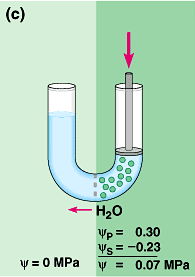 (c)
H₂O
ψP = 0.30
ψS = −0.23
ψ = 0 MPa
ψ = 0.07 MPa